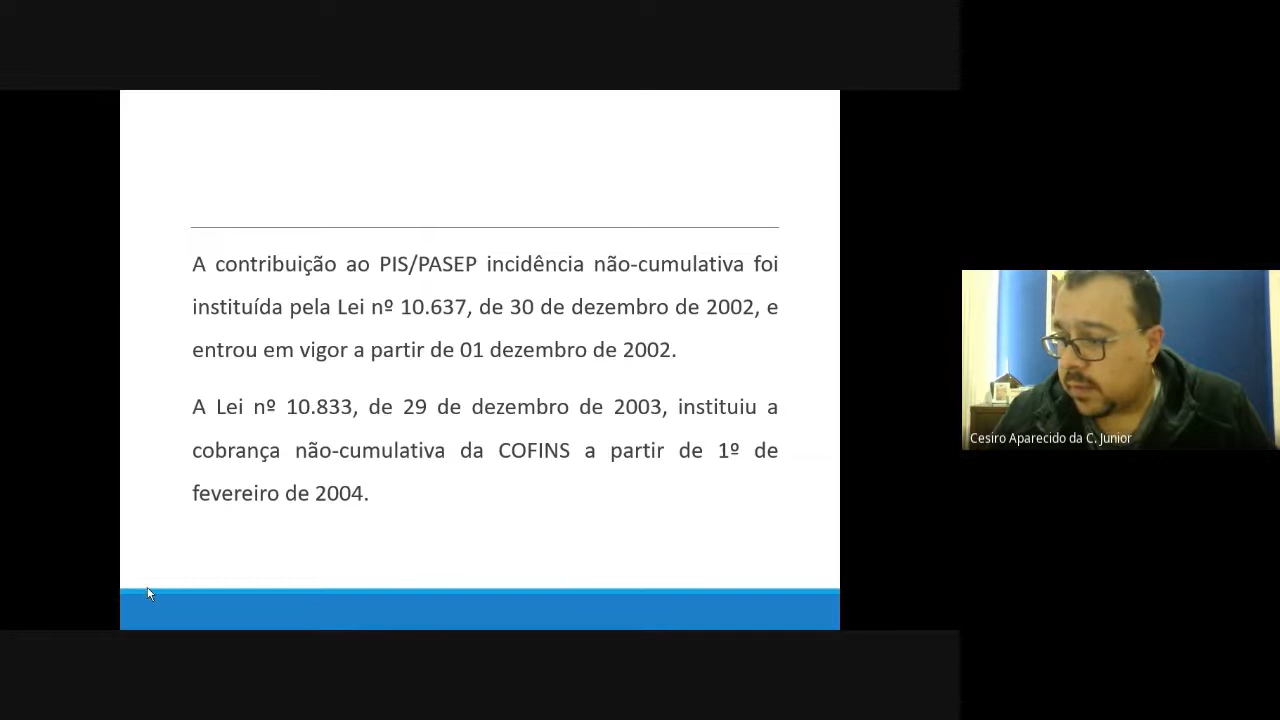 A contribuição ao PIS/PASEP incidência não-cumulativa foi
instituída pela Lei nº 10.637, de 30 de dezembro de 2002, e
entrou em vigor a partir de 01 dezembro de 2002.
A Lei nº 10.833, de 29 de dezembro de 2003, instituiu a
cobrança não-cumulativa da COFINS a partir de 1º de
fevereiro de 2004.
Cesiro Aparecido da C. Junior